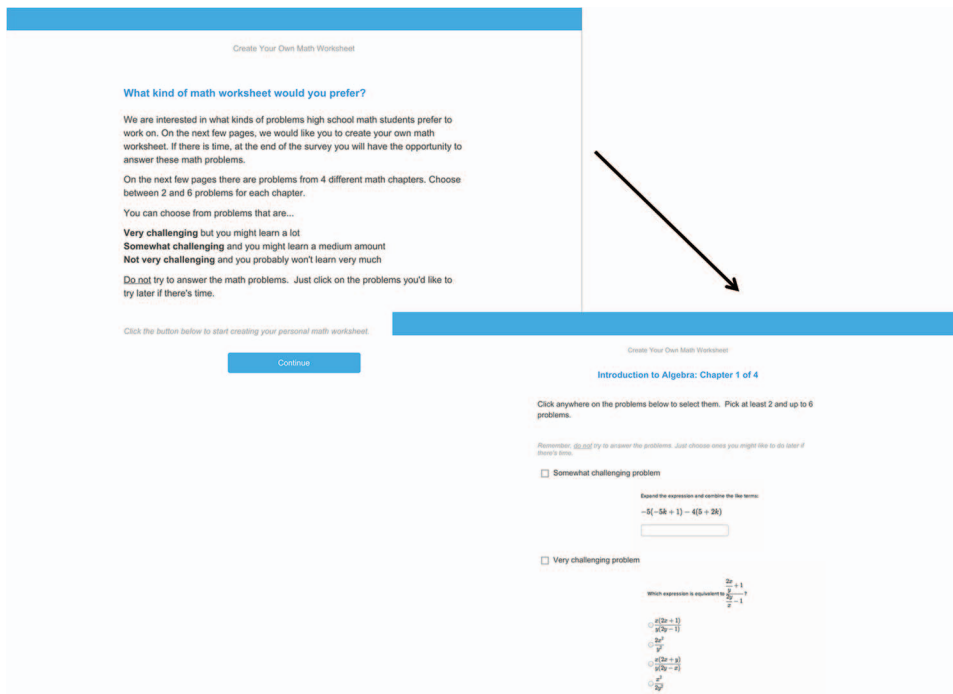 Create Your Own Math Worksheet
What kind of math worksheet would you prefer?
We are interested in what kinds of problems high school math students prefer to
work on. On the next few pages, we would like you to create your own math
worksheet. If there is time, at the end of the survey you will have the opportunity to
answer these math problems.
On the next few pages there are problems from 4 different math chapters. Choose
between 2 and 6 problems for each chapter.
You can choose from problems that are...
Very challenging but you might learn a lot
Somewhat challenging and you might learn a medium amount
Not very challenging and you probably won't learn very much
Do not try to answer the math problems. Just click on the problems you'd like to
try later if there's time.
Click the button below to start creating your personal math worksheet.
Continue
Create Your Own Math Worksheet
Introduction to Algebra: Chapter 1 of 4
Click anywhere on the problems below to select them. Pick at least 2 and up to 6
problems.
Remember, do not try to answer the problems. Just choose ones you might like to do later if
there's time.
Somewhat challenging problem
Expand the expression and combine the like terms:
−5(−5k + 1) − 4(5 + 2k)
Very challenging problem
Which expression is equivalent to ?
x(2x + 1)
y(2y − 1)
2x²
y²
x(2x + y)
y(2y − x)
x²
2y²